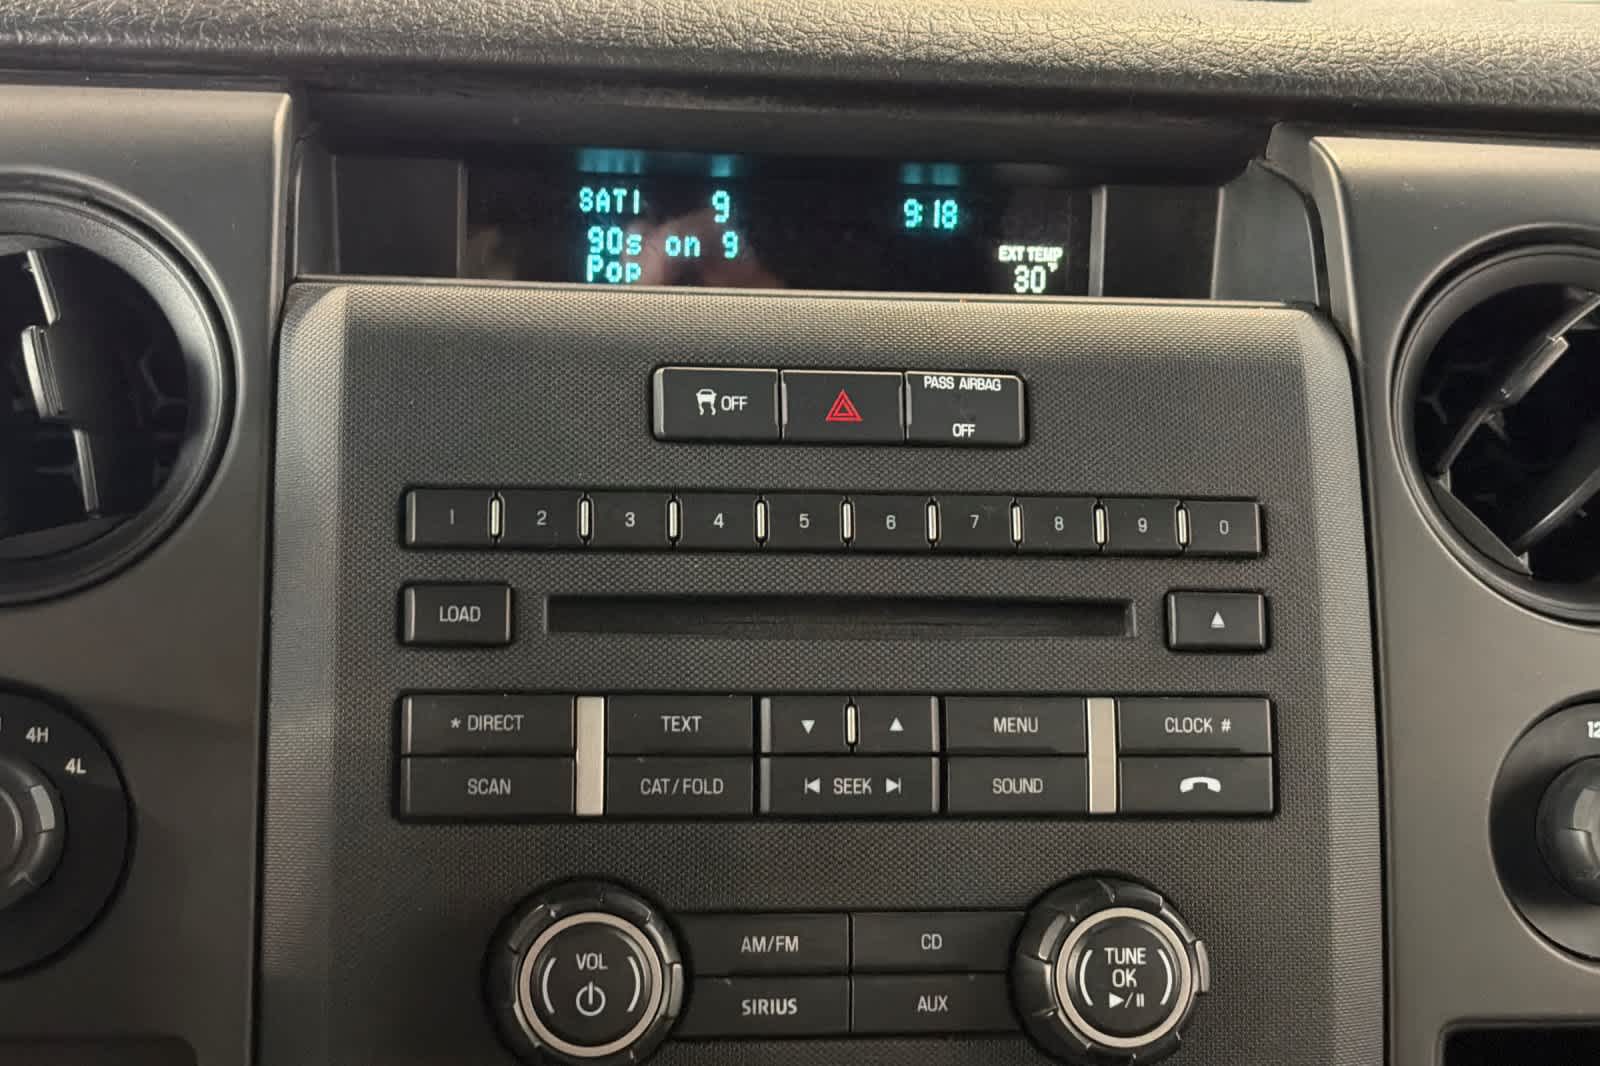 SAT1 9 9:18
90s on 9
EXT TEMP
Pop 30°F
OFF
PASS AIRBAG
OFF
1 2 3 4 5 6 7 8 9 0
LOAD
* DIRECT TEXT MENU CLOCK #
SCAN CAT/FOLD SEEK SOUND
4H
4L
12
VOL AM/FM CD TUNE
OK
SIRIUS AUX